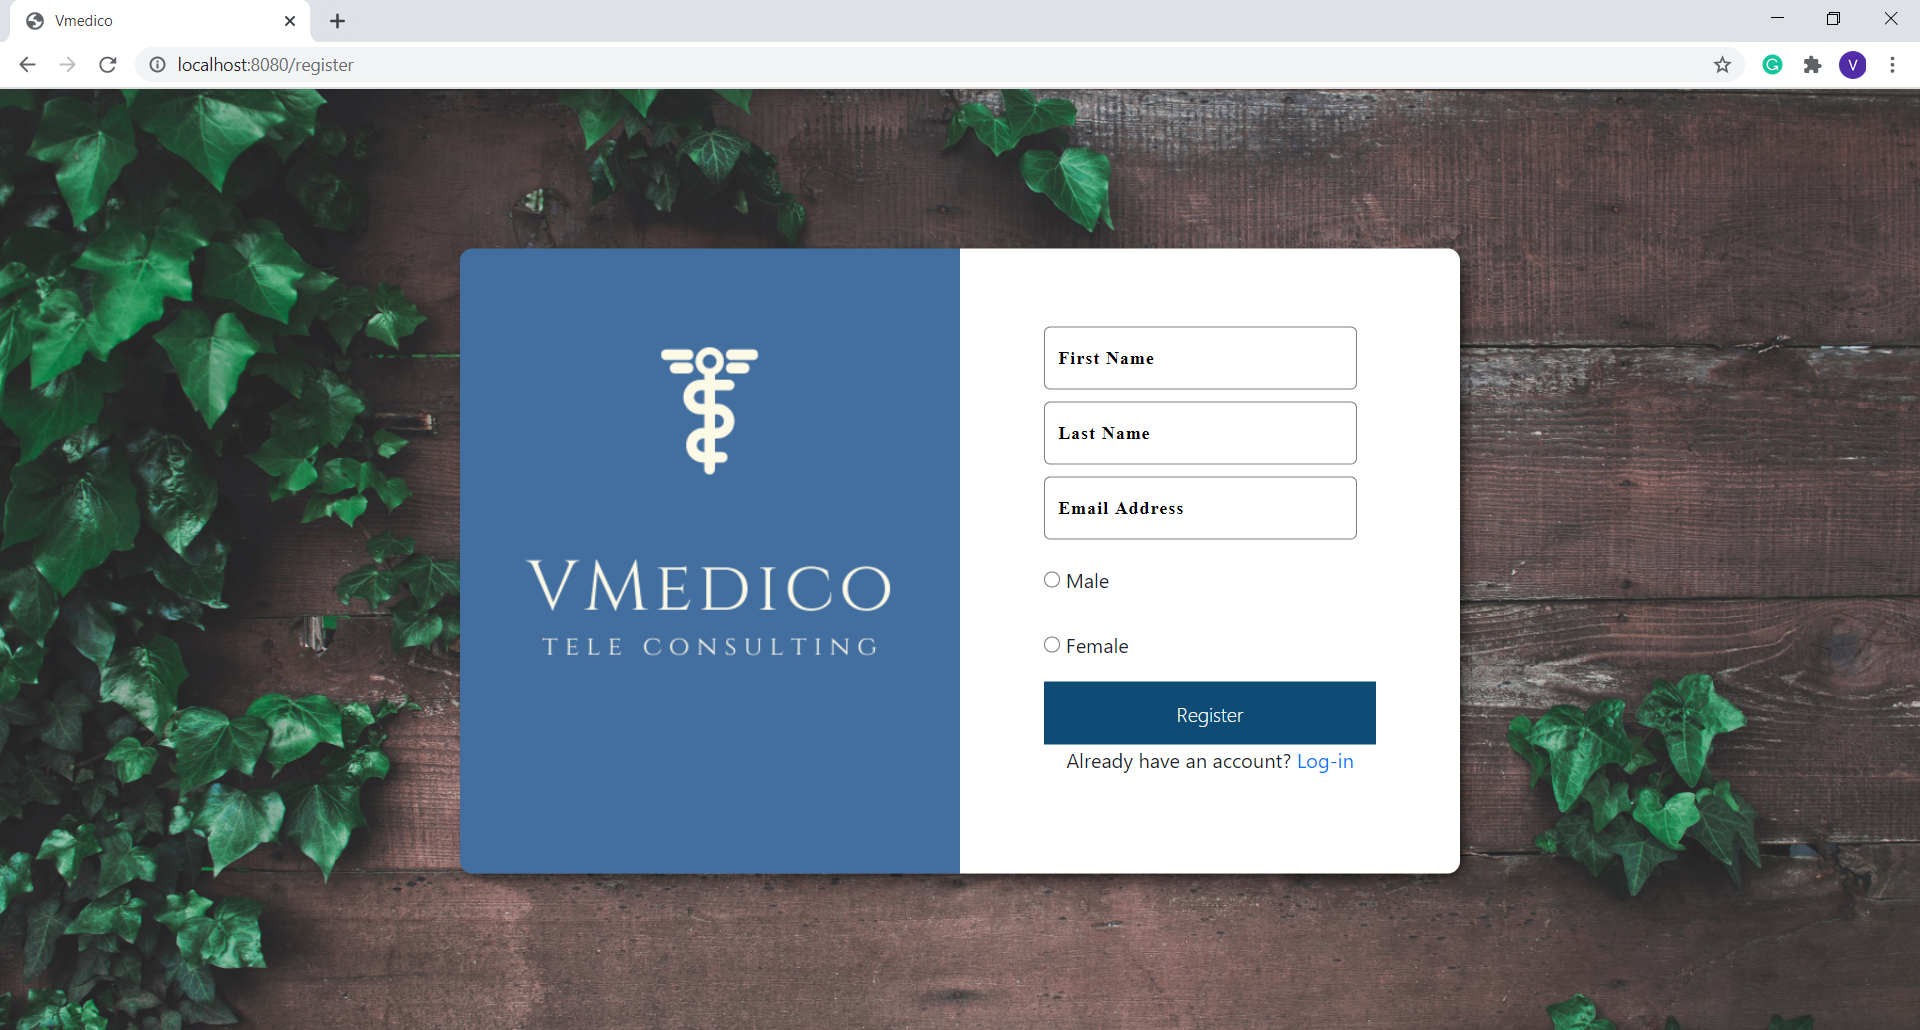 Vmedico
localhost:8080/register
V
First Name
Last Name
Email Address
Male
Female
Register
Already have an account? Log-in
VMEDICO
TELE CONSULTING